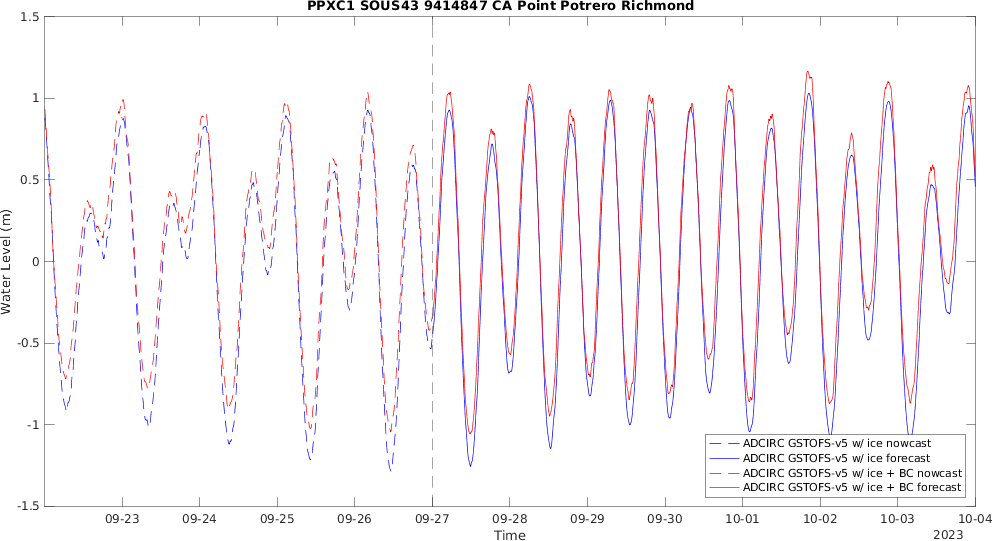 PPXC1 SOUS43 9414847 CA Point Potrero Richmond
Water Level (m)
1.5
1
0.5
0
-0.5
-1
-1.5
09-23 09-24 09-25 09-26 09-27 09-28 09-29 09-30 10-01 10-02 10-03 10-04
Time
2023
ADCIRC GSTOFS-v5 w/ ice nowcast
ADCIRC GSTOFS-v5 w/ ice forecast
ADCIRC GSTOFS-v5 w/ ice + BC nowcast
ADCIRC GSTOFS-v5 w/ ice + BC forecast